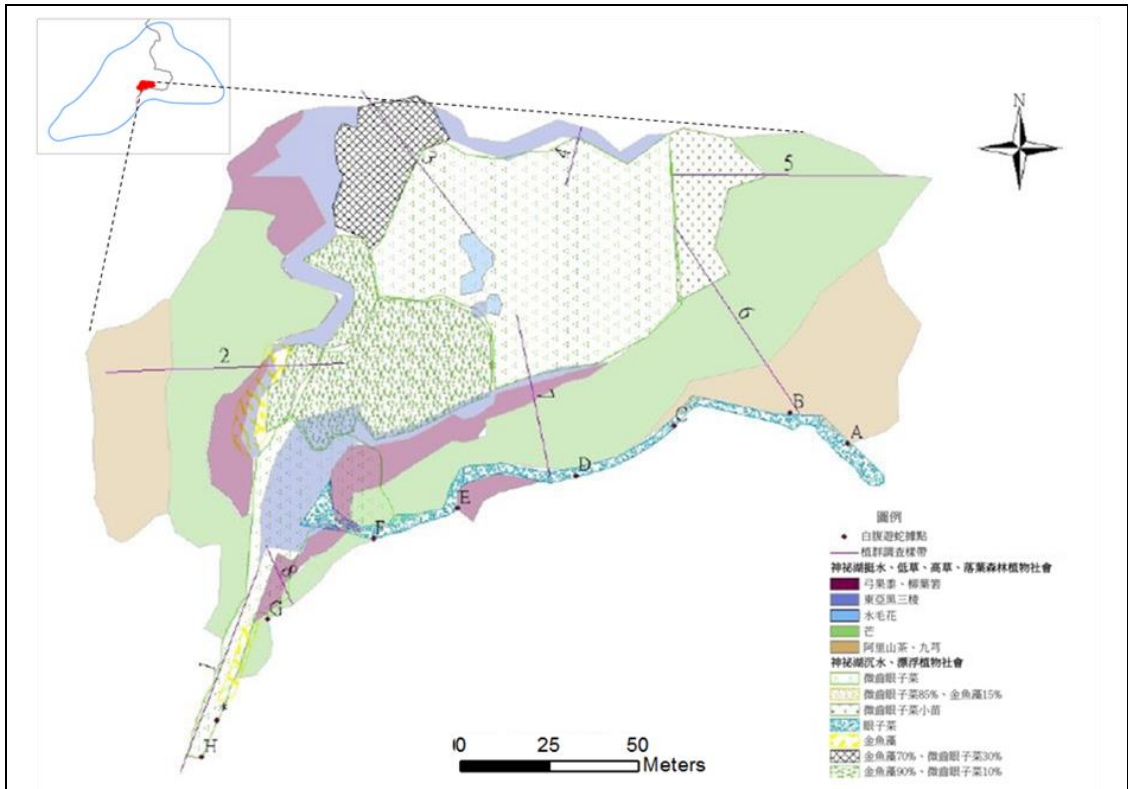 N
3
4
5
2
6
7
B
C
A
D
E
F
8
G
1
H
圖例
白腹遊蛇據點
植群調查樣帶
神祕湖挺水、低草、高草、落葉森林植物社會
弓果黍、柳葉箬
東亞黑三稜
水毛花
芒
阿里山茶、九芎
神祕湖沉水、漂浮植物社會
微齒眼子菜
微齒眼子菜85%、金魚藻15%
微齒眼子菜小苗
眼子菜
金魚藻
金魚藻70%、微齒眼子菜30%
金魚藻90%、微齒眼子菜10%
0 25 50
Meters